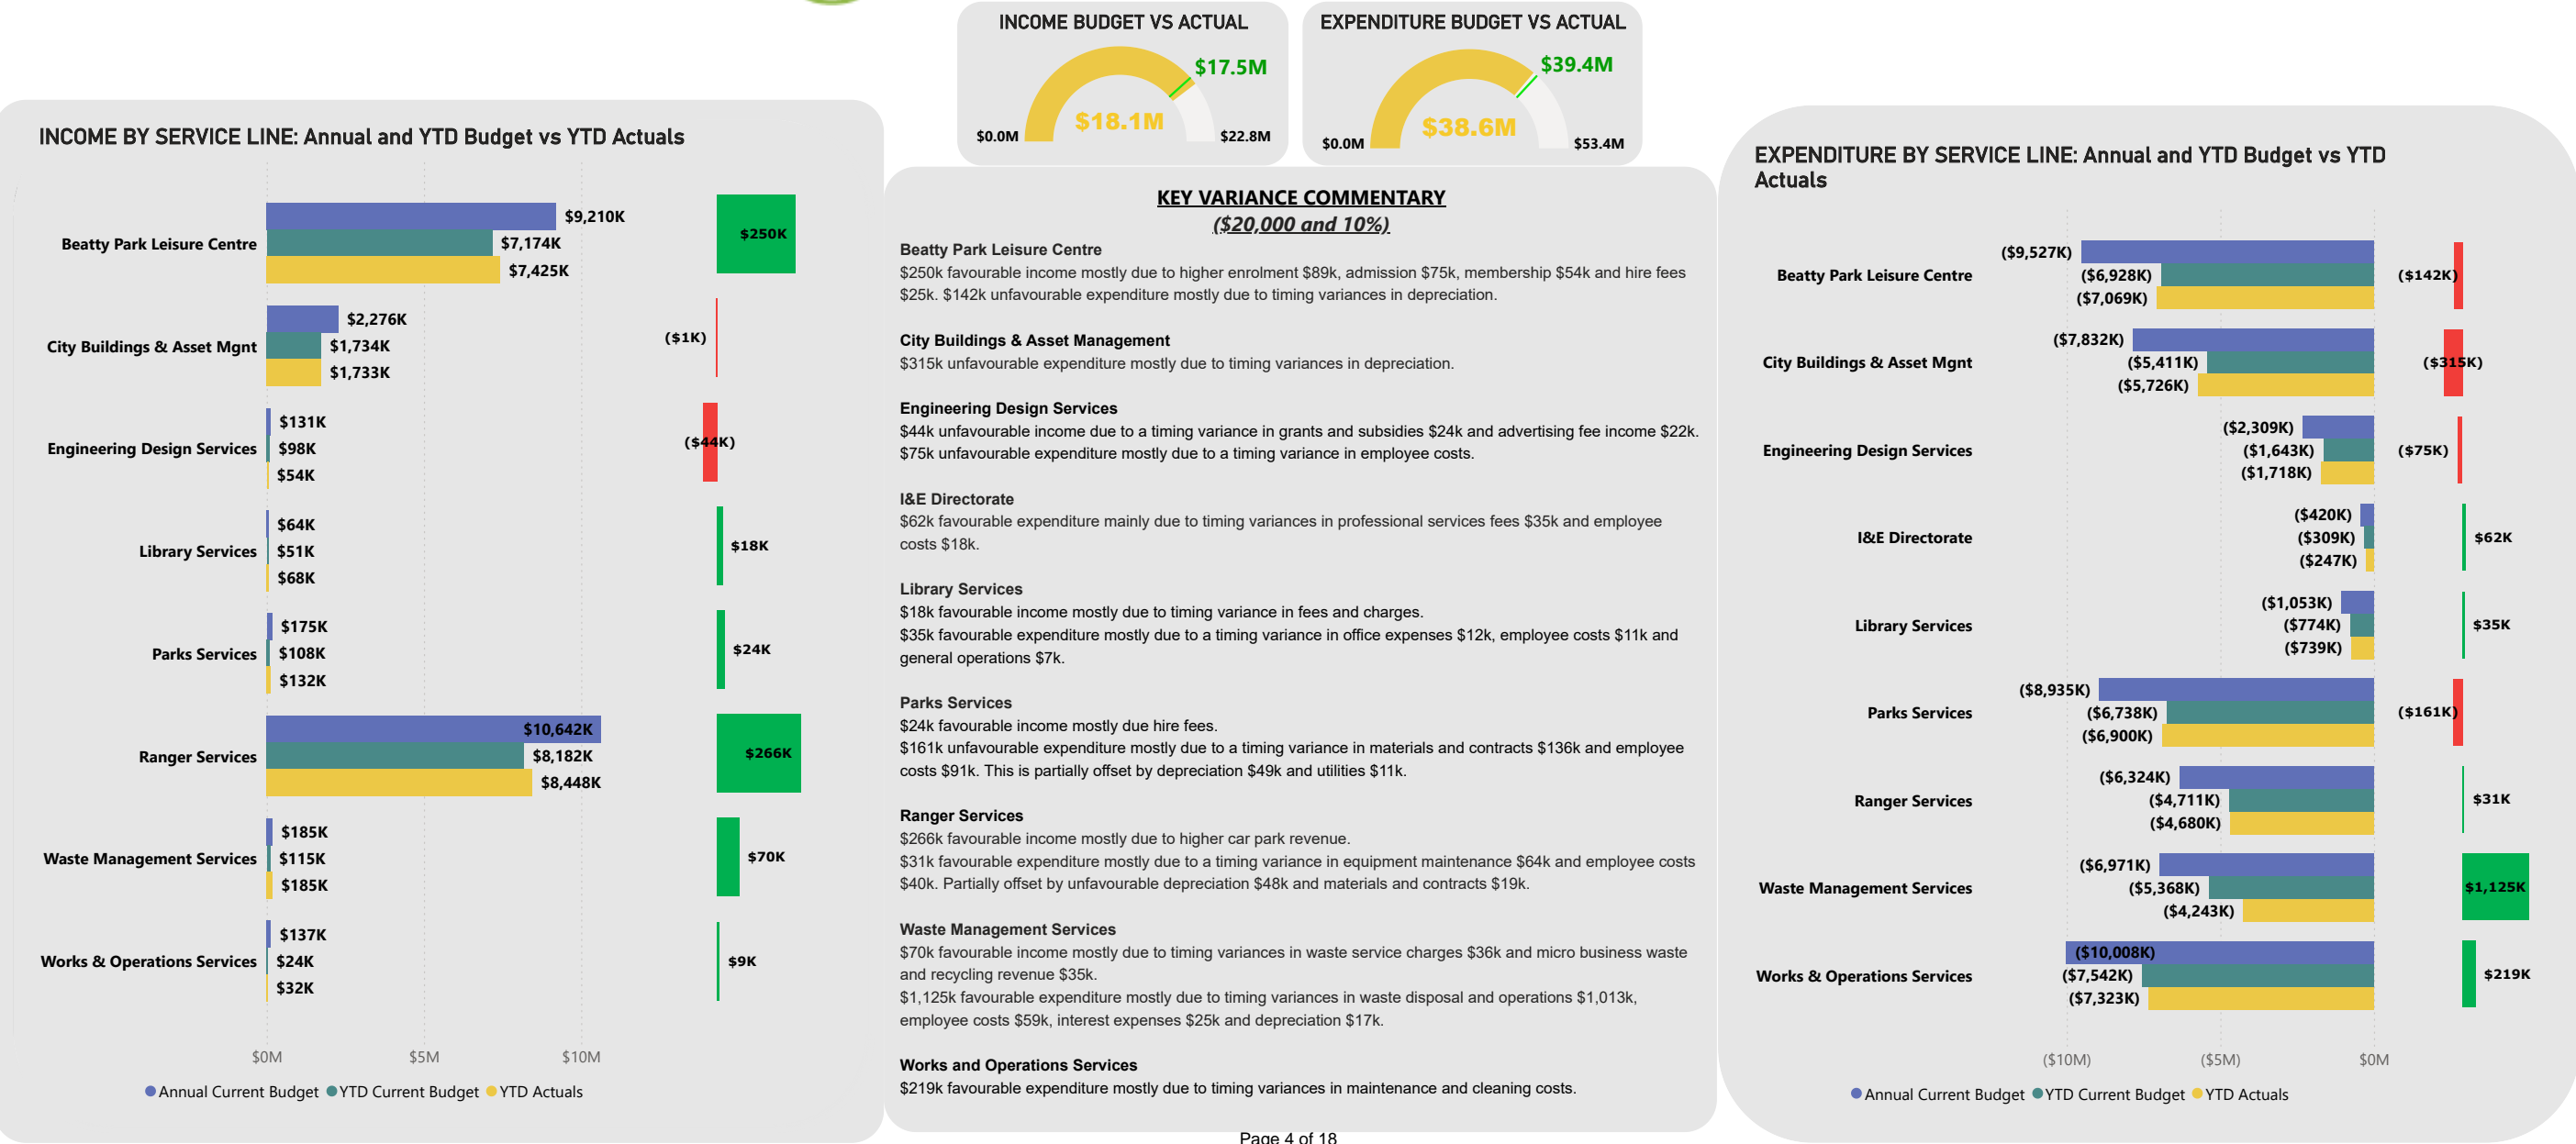 INCOME BUDGET VS ACTUAL
$17.5M
$18.1M
$0.0M
$22.8M
EXPENDITURE BUDGET VS ACTUAL
$39.4M
$38.6M
$0.0M
$53.4M
INCOME BY SERVICE LINE: Annual and YTD Budget vs YTD Actuals
Beatty Park Leisure Centre
$9,210K
$7,174K
$7,425K
$250K
City Buildings & Asset Mgnt
$2,276K
$1,734K
$1,733K
($1K)
Engineering Design Services
$131K
$98K
$54K
($44K)
Library Services
$64K
$51K
$68K
$18K
Parks Services
$175K
$108K
$132K
$24K
Ranger Services
$10,642K
$8,182K
$8,448K
$266K
Waste Management Services
$185K
$115K
$185K
$70K
Works & Operations Services
$137K
$24K
$32K
$9K
$0M
$5M
$10M
Annual Current Budget YTD Current Budget YTD Actuals
KEY VARIANCE COMMENTARY
($20,000 and 10%)
Beatty Park Leisure Centre
$250k favourable income mostly due to higher enrolment $89k, admission $75k, membership $54k and hire fees
$25k. $142k unfavourable expenditure mostly due to timing variances in depreciation.
City Buildings & Asset Management
$315k unfavourable expenditure mostly due to timing variances in depreciation.
Engineering Design Services
$44k unfavourable income due to a timing variance in grants and subsidies $24k and advertising fee income $22k.
$75k unfavourable expenditure mostly due to a timing variance in employee costs.
I&E Directorate
$62k favourable expenditure mainly due to timing variances in professional services fees $35k and employee
costs $18k.
Library Services
$18k favourable income mostly due to timing variance in fees and charges.
$35k favourable expenditure mostly due to a timing variance in office expenses $12k, employee costs $11k and
general operations $7k.
Parks Services
$24k favourable income mostly due hire fees.
$161k unfavourable expenditure mostly due to a timing variance in materials and contracts $136k and employee
costs $91k. This is partially offset by depreciation $49k and utilities $11k.
Ranger Services
$266k favourable income mostly due to higher car park revenue.
$31k favourable expenditure mostly due to a timing variance in equipment maintenance $64k and employee costs
$40k. Partially offset by unfavourable depreciation $48k and materials and contracts $19k.
Waste Management Services
$70k favourable income mostly due to timing variances in waste service charges $36k and micro business waste
and recycling revenue $35k.
$1,125k favourable expenditure mostly due to timing variances in waste disposal and operations $1,013k,
employee costs $59k, interest expenses $25k and depreciation $17k.
Works and Operations Services
$219k favourable expenditure mostly due to timing variances in maintenance and cleaning costs.
EXPENDITURE BY SERVICE LINE: Annual and YTD Budget vs YTD
Actuals
Beatty Park Leisure Centre
($9,527K)
($6,928K)
($7,069K)
($142K)
City Buildings & Asset Mgnt
($7,832K)
($5,411K)
($5,726K)
($315K)
Engineering Design Services
($2,309K)
($1,643K)
($1,718K)
($75K)
I&E Directorate
($420K)
($309K)
($247K)
$62K
Library Services
($1,053K)
($774K)
($739K)
$35K
Parks Services
($8,935K)
($6,738K)
($6,900K)
($161K)
Ranger Services
($6,324K)
($4,711K)
($4,680K)
$31K
Waste Management Services
($6,971K)
($5,368K)
($4,243K)
$1,125K
Works & Operations Services
($10,008K)
($7,542K)
($7,323K)
$219K
($10M)
($5M)
$0M
Annual Current Budget YTD Current Budget YTD Actuals
Page 4 of 18